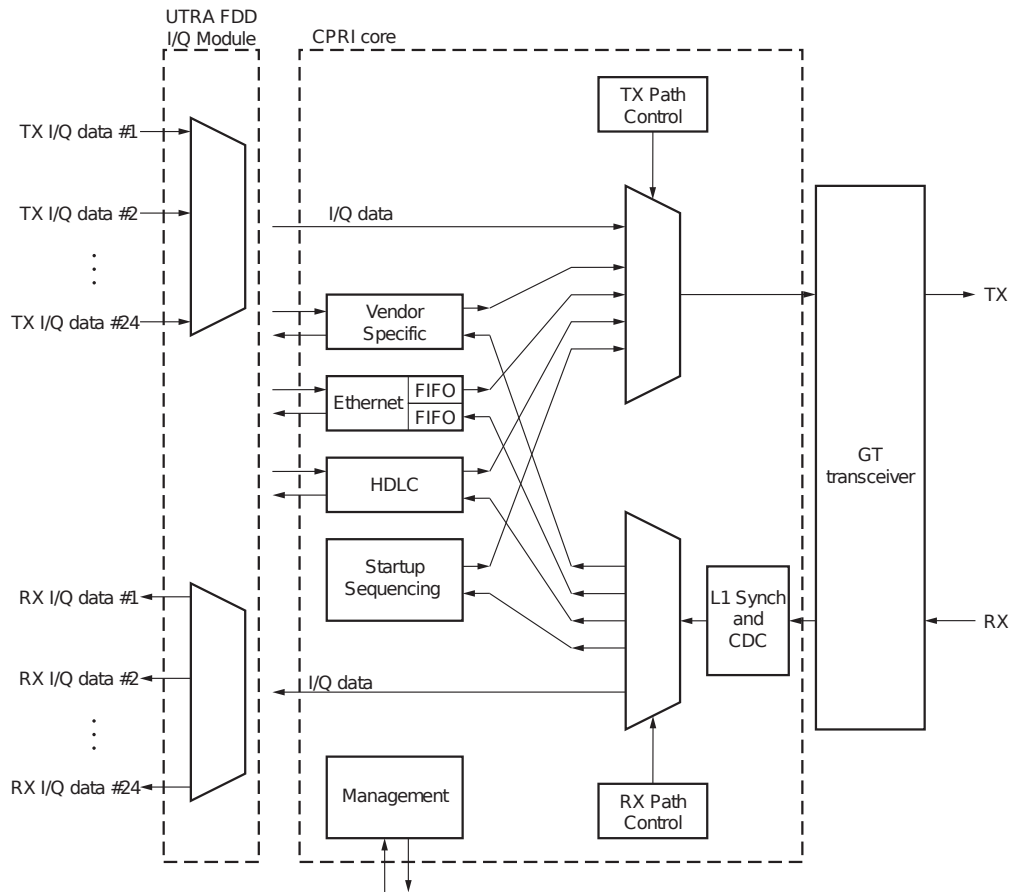 UTRA FDD
I/Q Module
CPRI core
TX Path
Control
TX I/Q data #1
TX I/Q data #2
TX I/Q data #24
I/Q data
Vendor
Specific
Ethernet
FIFO
FIFO
HDLC
Startup
Sequencing
GT
transceiver
TX
RX
L1 Synch
and
CDC
RX I/Q data #1
RX I/Q data #2
RX I/Q data #24
I/Q data
Management
RX Path
Control